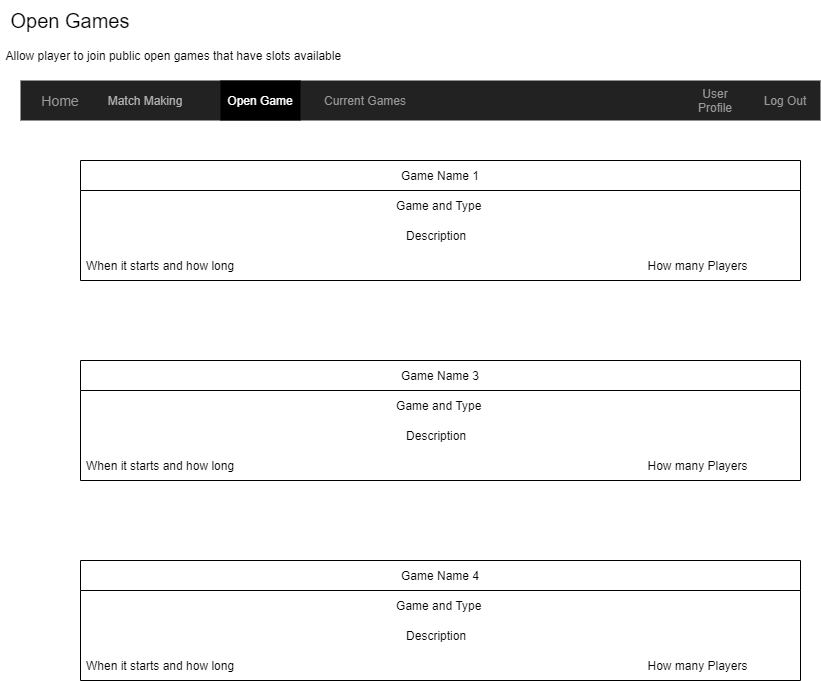 Open Games
Allow player to join public open games that have slots available
Home Match Making Open Game Current Games User Profile Log Out
Game Name 1
Game and Type
Description
When it starts and how long How many Players
Game Name 3
Game and Type
Description
When it starts and how long How many Players
Game Name 4
Game and Type
Description
When it starts and how long How many Players